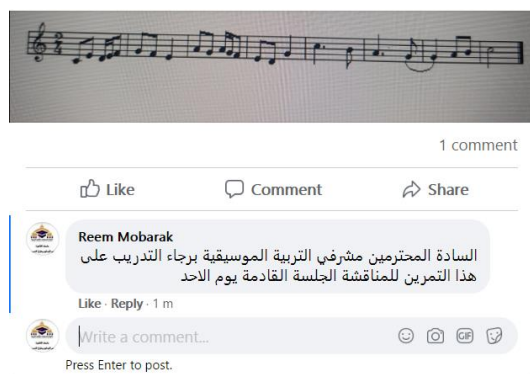 1 comment
Like Comment Share
Reem Mobarak
السادة المحترمين مشرفي التربية الموسيقية برجاء التدريب على
هذا التمرين للمناقشة الجلسة القادمة يوم الاحد
Like · Reply · 1 m
Write a comment...
GIF
Press Enter to post.